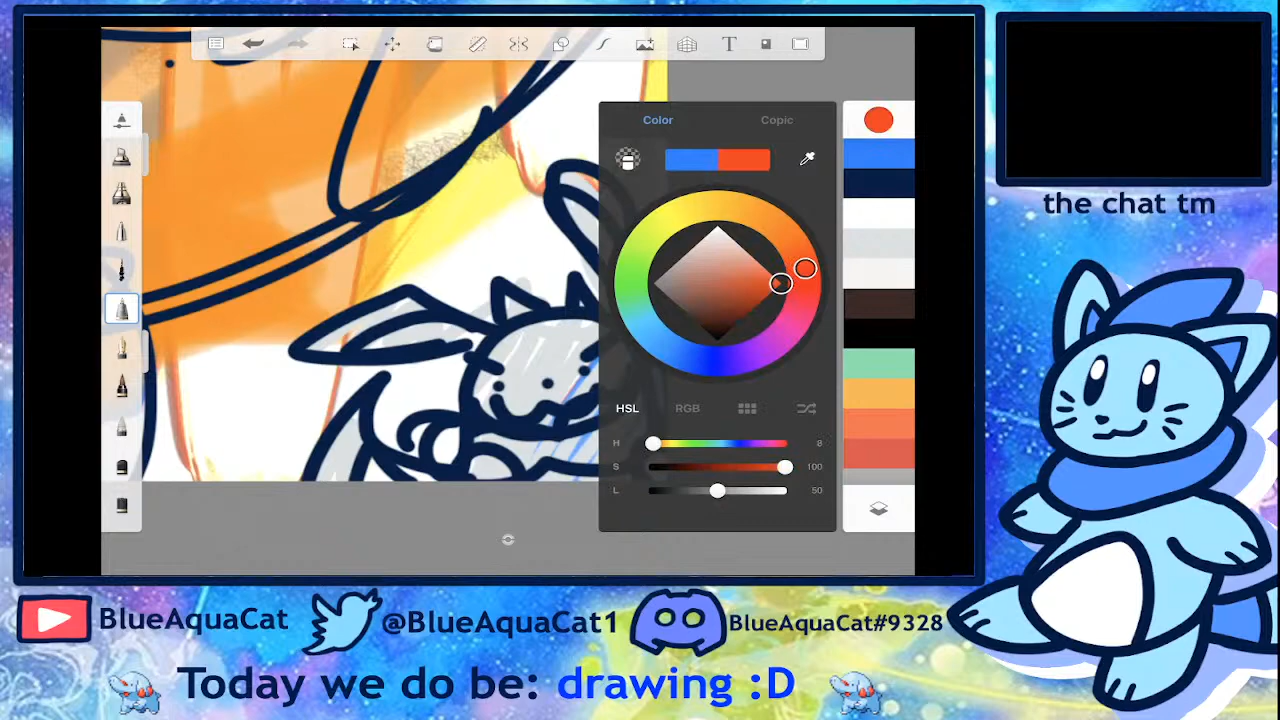 T
Color Copic
HSL RGB
H 8
S 100
L 50
the chat tm
BlueAquaCat @BlueAquaCat1 BlueAquaCat#9328
Today we do be: drawing :D